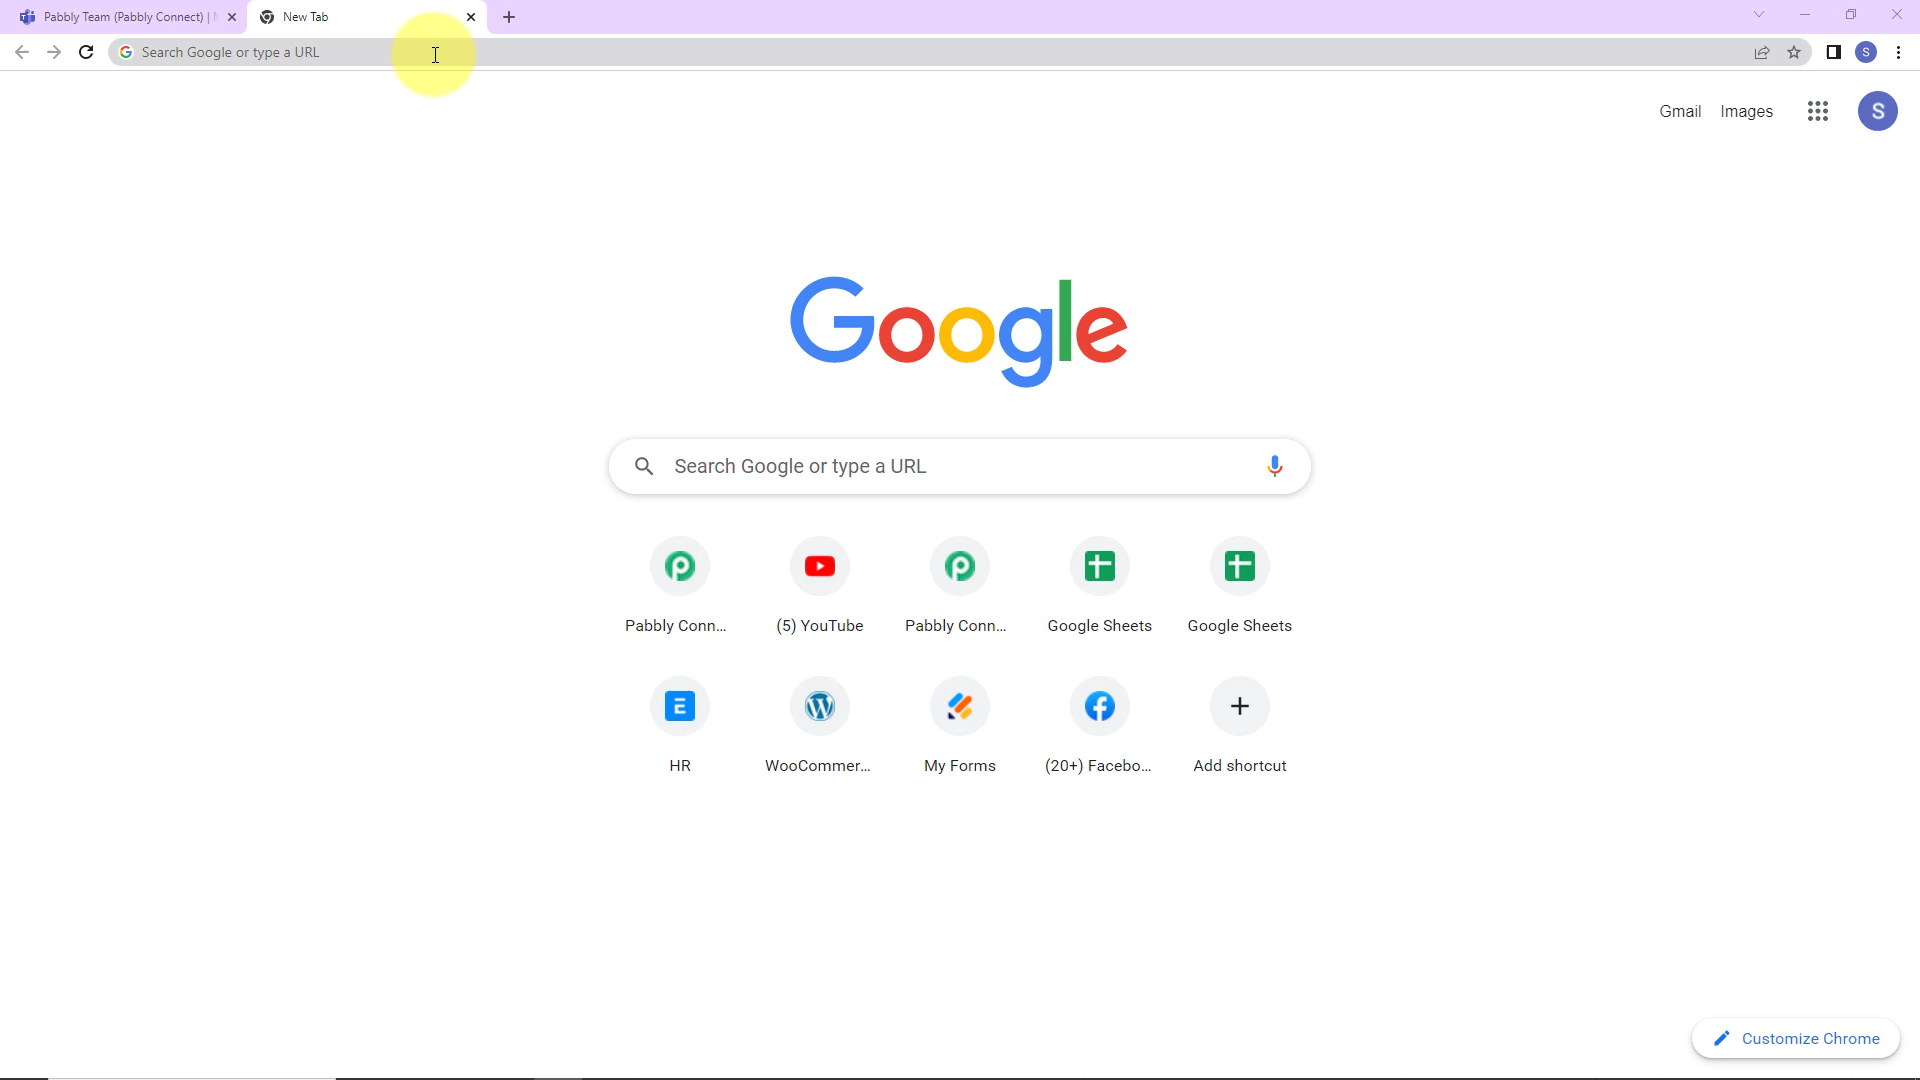 Pabbly Team (Pabbly Connect) |
New Tab
Search Google or type a URL
S
Gmail
Images
S
Google
Search Google or type a URL
Pabbly Conn...
(5) YouTube
Pabbly Conn...
Google Sheets
Google Sheets
HR
WooCommer...
My Forms
(20+) Facebo...
Add shortcut
Customize Chrome